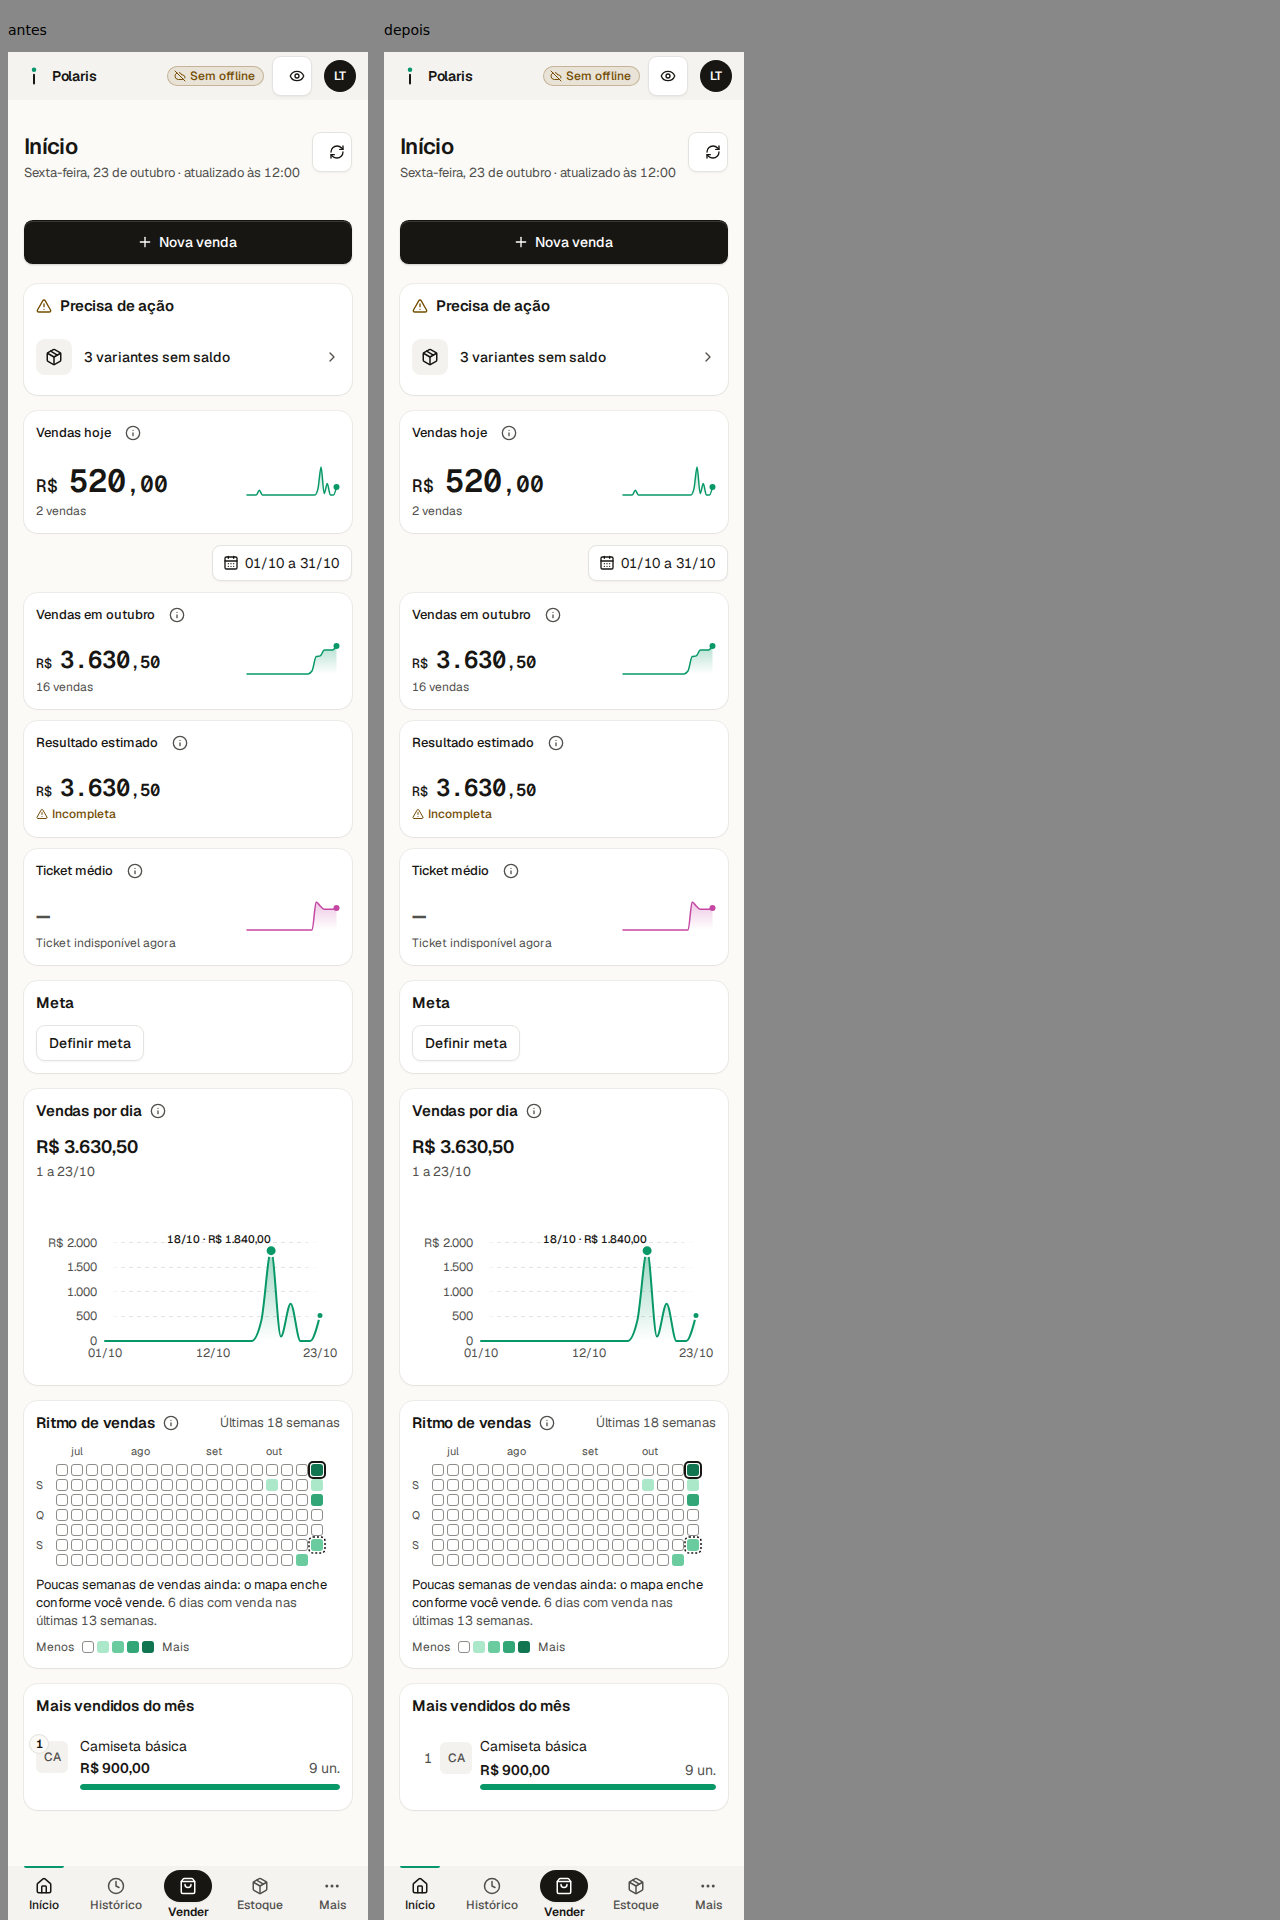 antes
Polaris
Sem offline
LT
Início
Sexta-feira, 23 de outubro · atualizado às 12:00
Nova venda
Precisa de ação
3 variantes sem saldo
Vendas hoje
R$ 520,00
2 vendas
01/10 a 31/10
Vendas em outubro
R$ 3.630,50
16 vendas
Resultado estimado
R$ 3.630,50
Incompleta
Ticket médio
—
Ticket indisponível agora
Meta
Definir meta
Vendas por dia
R$ 3.630,50
1 a 23/10
18/10 · R$ 1.840,00
R$ 2.000
1.500
1.000
500
0
01/10 12/10 23/10
Ritmo de vendas Últimas 18 semanas
jul ago set out
S
Q
S
Poucas semanas de vendas ainda: o mapa enche
conforme você vende. 6 dias com venda nas
últimas 13 semanas.
Menos Mais
Mais vendidos do mês
1
CA
Camiseta básica
R$ 900,00 9 un.
Início Histórico Vender Estoque Mais
depois
Polaris
Sem offline
LT
Início
Sexta-feira, 23 de outubro · atualizado às 12:00
Nova venda
Precisa de ação
3 variantes sem saldo
Vendas hoje
R$ 520,00
2 vendas
01/10 a 31/10
Vendas em outubro
R$ 3.630,50
16 vendas
Resultado estimado
R$ 3.630,50
Incompleta
Ticket médio
—
Ticket indisponível agora
Meta
Definir meta
Vendas por dia
R$ 3.630,50
1 a 23/10
18/10 · R$ 1.840,00
R$ 2.000
1.500
1.000
500
0
01/10 12/10 23/10
Ritmo de vendas Últimas 18 semanas
jul ago set out
S
Q
S
Poucas semanas de vendas ainda: o mapa enche
conforme você vende. 6 dias com venda nas
últimas 13 semanas.
Menos Mais
Mais vendidos do mês
1 CA
Camiseta básica
R$ 900,00 9 un.
Início Histórico Vender Estoque Mais